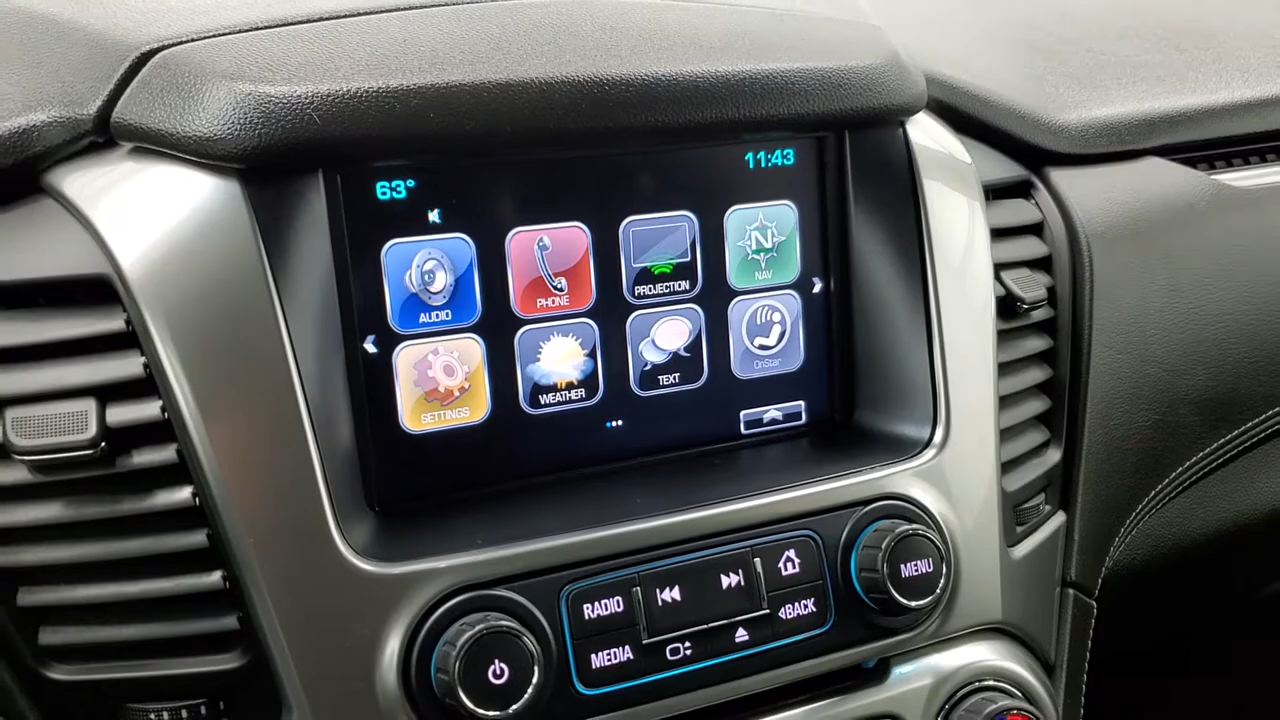 63°
11:43
AUDIO
PHONE
PROJECTION
N
NAV
SETTINGS
WEATHER
TEXT
OnStar
RADIO
MENU
MEDIA
BACK